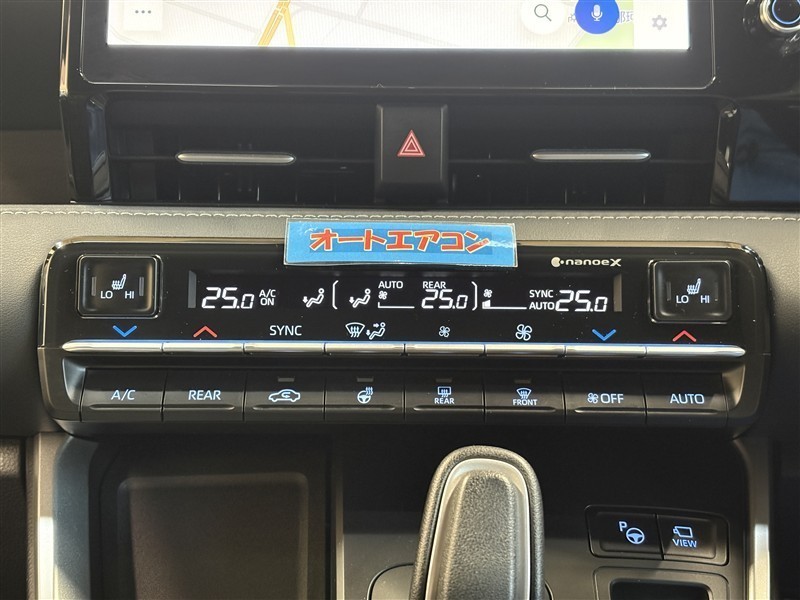 オートエアコン
nanoeX
LO HI
25.0 A/C ON
AUTO
REAR 25.0
SYNC AUTO 25.0
LO HI
SYNC
A/C
REAR
REAR
FRONT
OFF
AUTO
P
VIEW